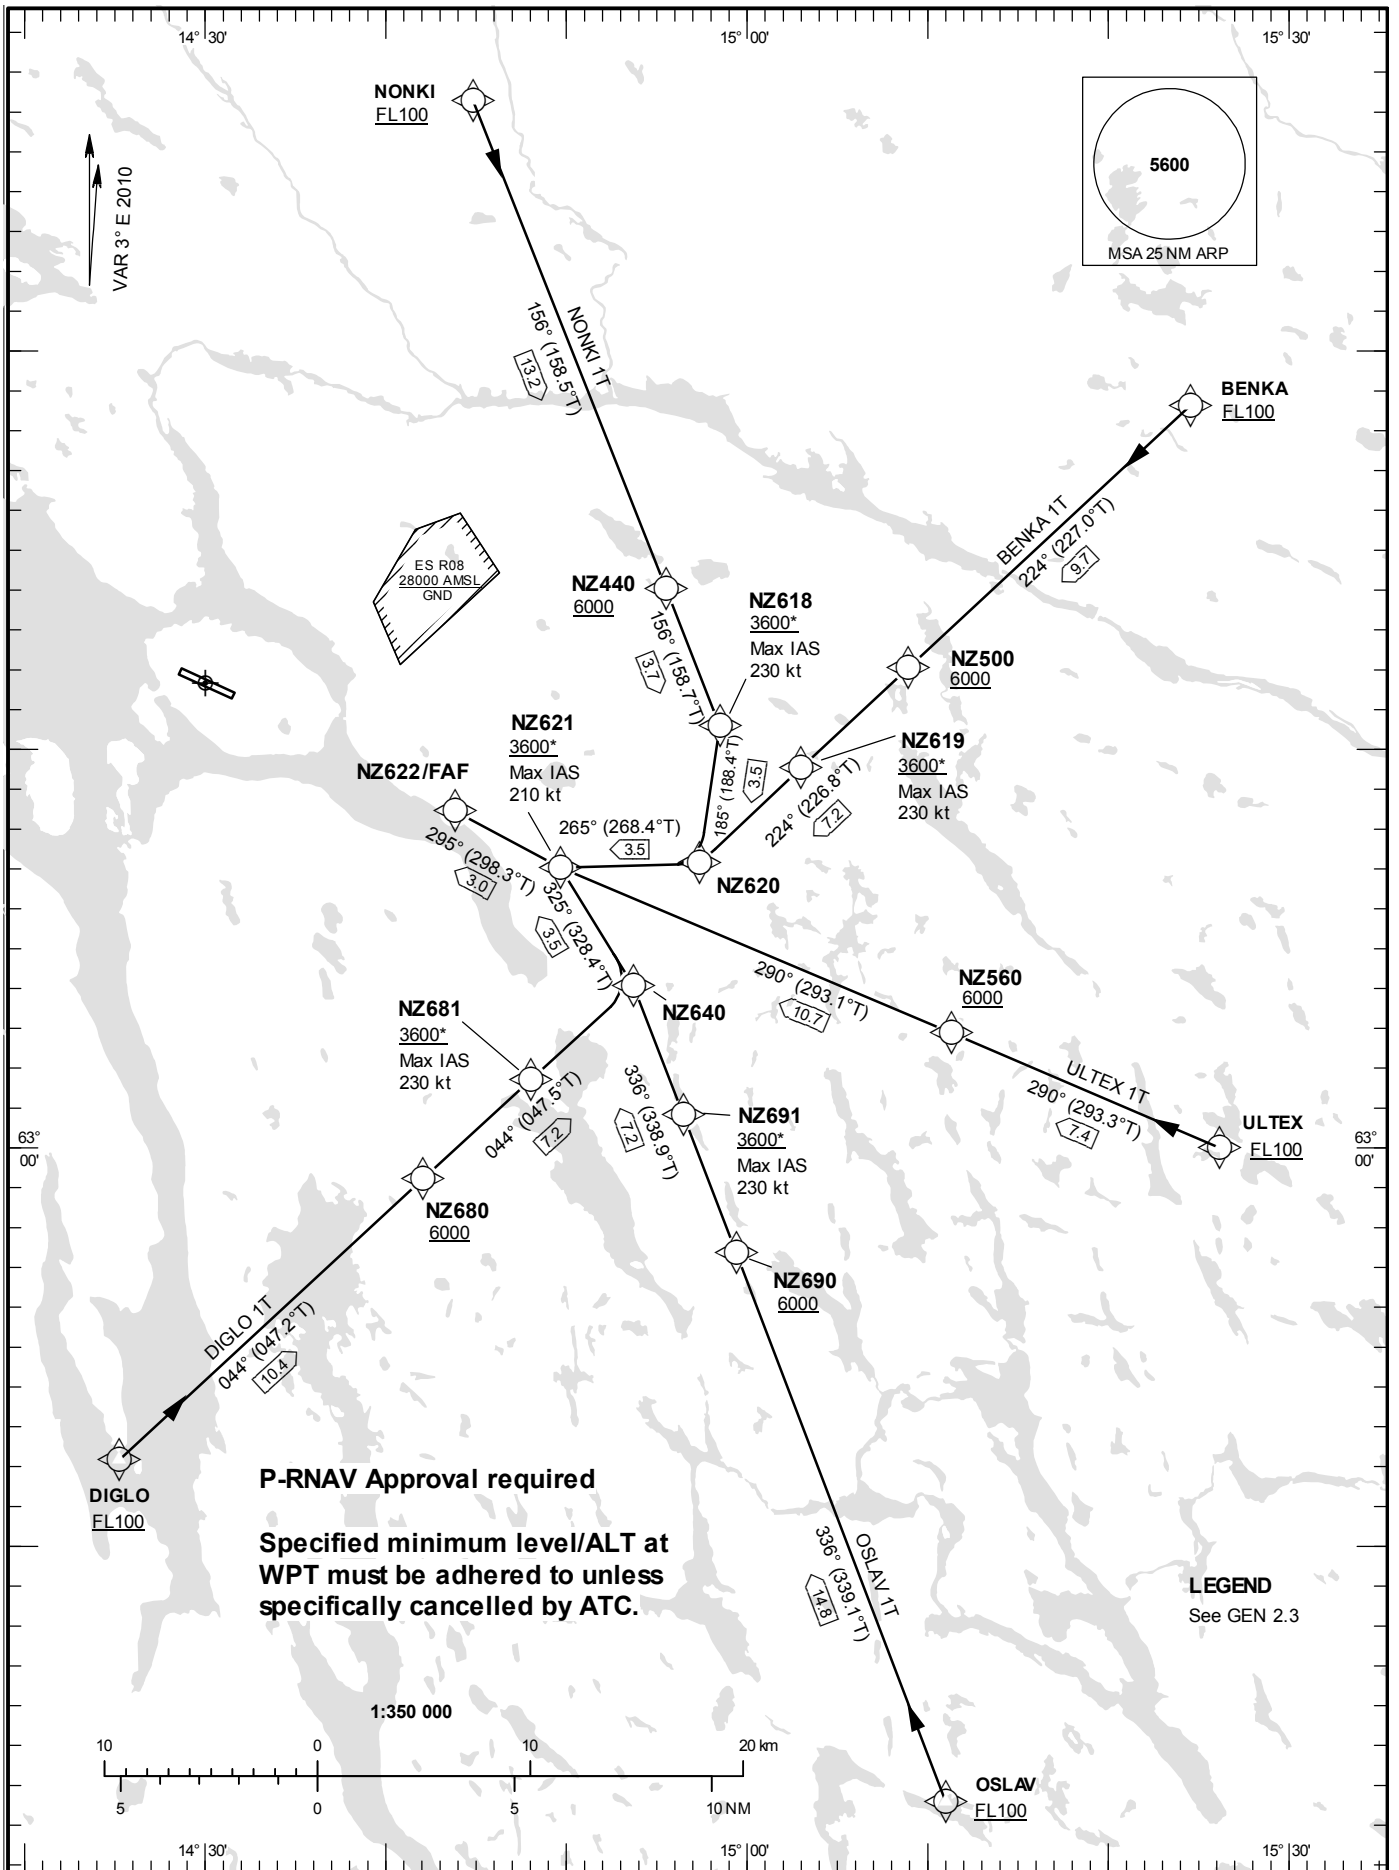 14° 30'
15° 00'
15° 30'
NONKI
FL100
VAR 3° E 2010
5600
MSA 25 NM ARP
NONKI 1T
156° (158.5°T)
13.2
BENKA
FL100
BENKA 1T
224° (227.0°T)
9.7
ES R08
28000 AMSL
GND
NZ440
6000
156° (158.7°T)
3.7
NZ618
3600*
Max IAS
230 kt
NZ500
6000
NZ619
3600*
Max IAS
230 kt
224° (226.8°T)
7.2
185° (188.4°T)
3.5
NZ621
3600*
Max IAS
210 kt
NZ622/FAF
265° (268.4°T)
3.5
NZ620
295° (298.3°T)
3.0
325° (328.4°T)
3.5
290° (293.1°T)
10.7
NZ560
6000
NZ640
NZ681
3600*
Max IAS
230 kt
044° (047.5°T)
7.2
336° (338.9°T)
7.2
NZ691
3600*
Max IAS
230 kt
ULTEX 1T
290° (293.3°T)
7.4
ULTEX
FL100
63°
00'
63°
00'
NZ680
6000
NZ690
6000
DIGLO 1T
044° (047.2°T)
10.4
DIGLO
FL100
P-RNAV Approval required
Specified minimum level/ALT at
WPT must be adhered to unless
specifically cancelled by ATC.
OSLAV 1T
336° (339.1°T)
14.8
LEGEND
See GEN 2.3
1:350 000
10 0 10 20 km
5 0 5 10 NM
OSLAV
FL100
14° 30'
15° 00'
15° 30'